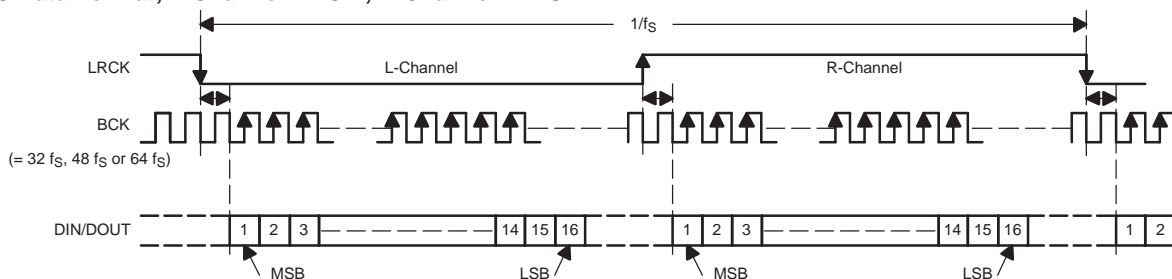 1/fS
LRCK
L-Channel
R-Channel
BCK
(= 32 fS, 48 fS or 64 fS)
DIN/DOUT
1 2 3 14 15 16 1 2 3 14 15 16 1 2
MSB LSB MSB LSB